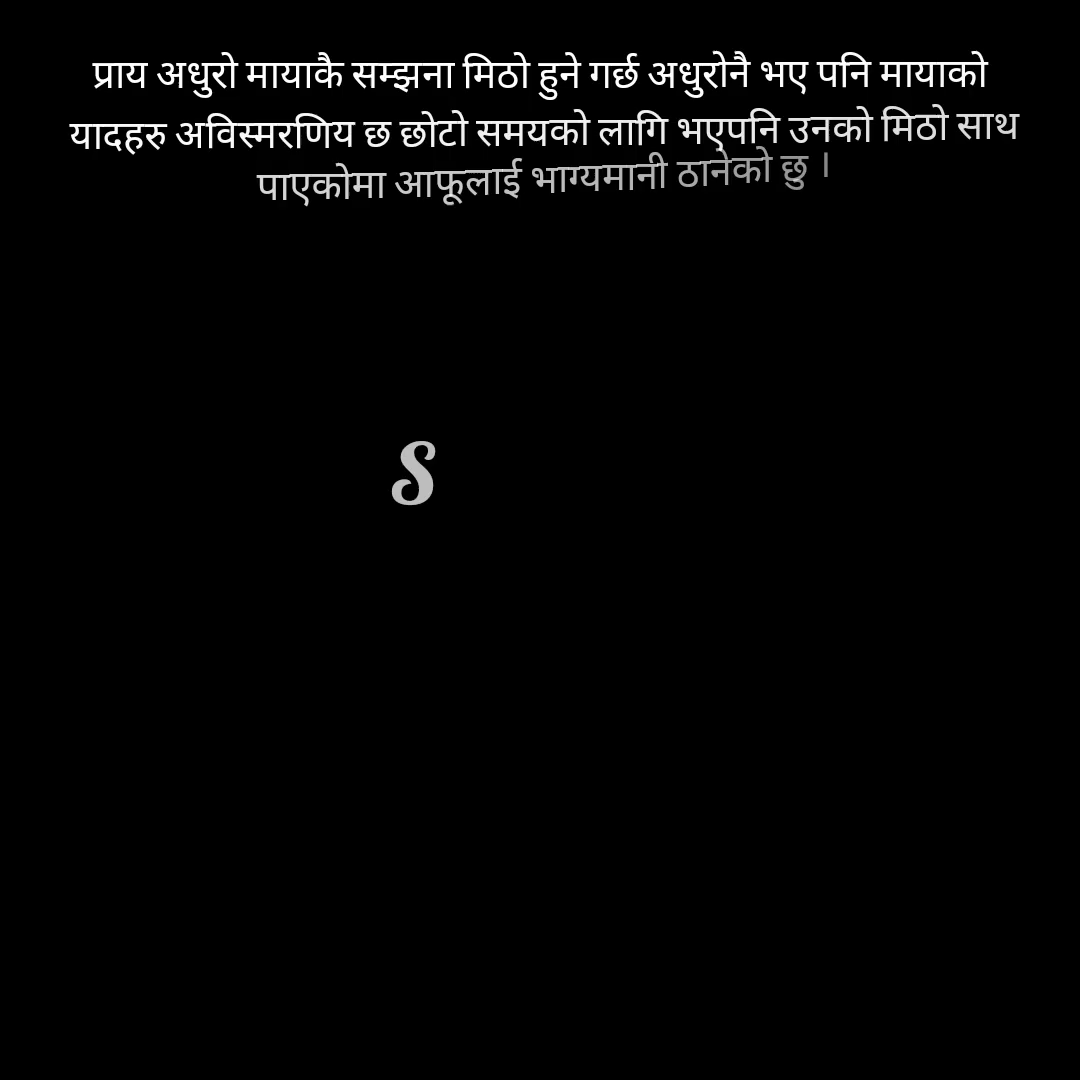 प्राय अधुरो मायाकै सम्झना मिठो हुने गर्छ अधुरोनै भए पनि मायाको
यादहरु अविस्मरणिय छ छोटो समयको लागि भएपनि उनको मिठो साथ
पाएकोमा आफूलाई भाग्यमानी ठानेको छु ।
S